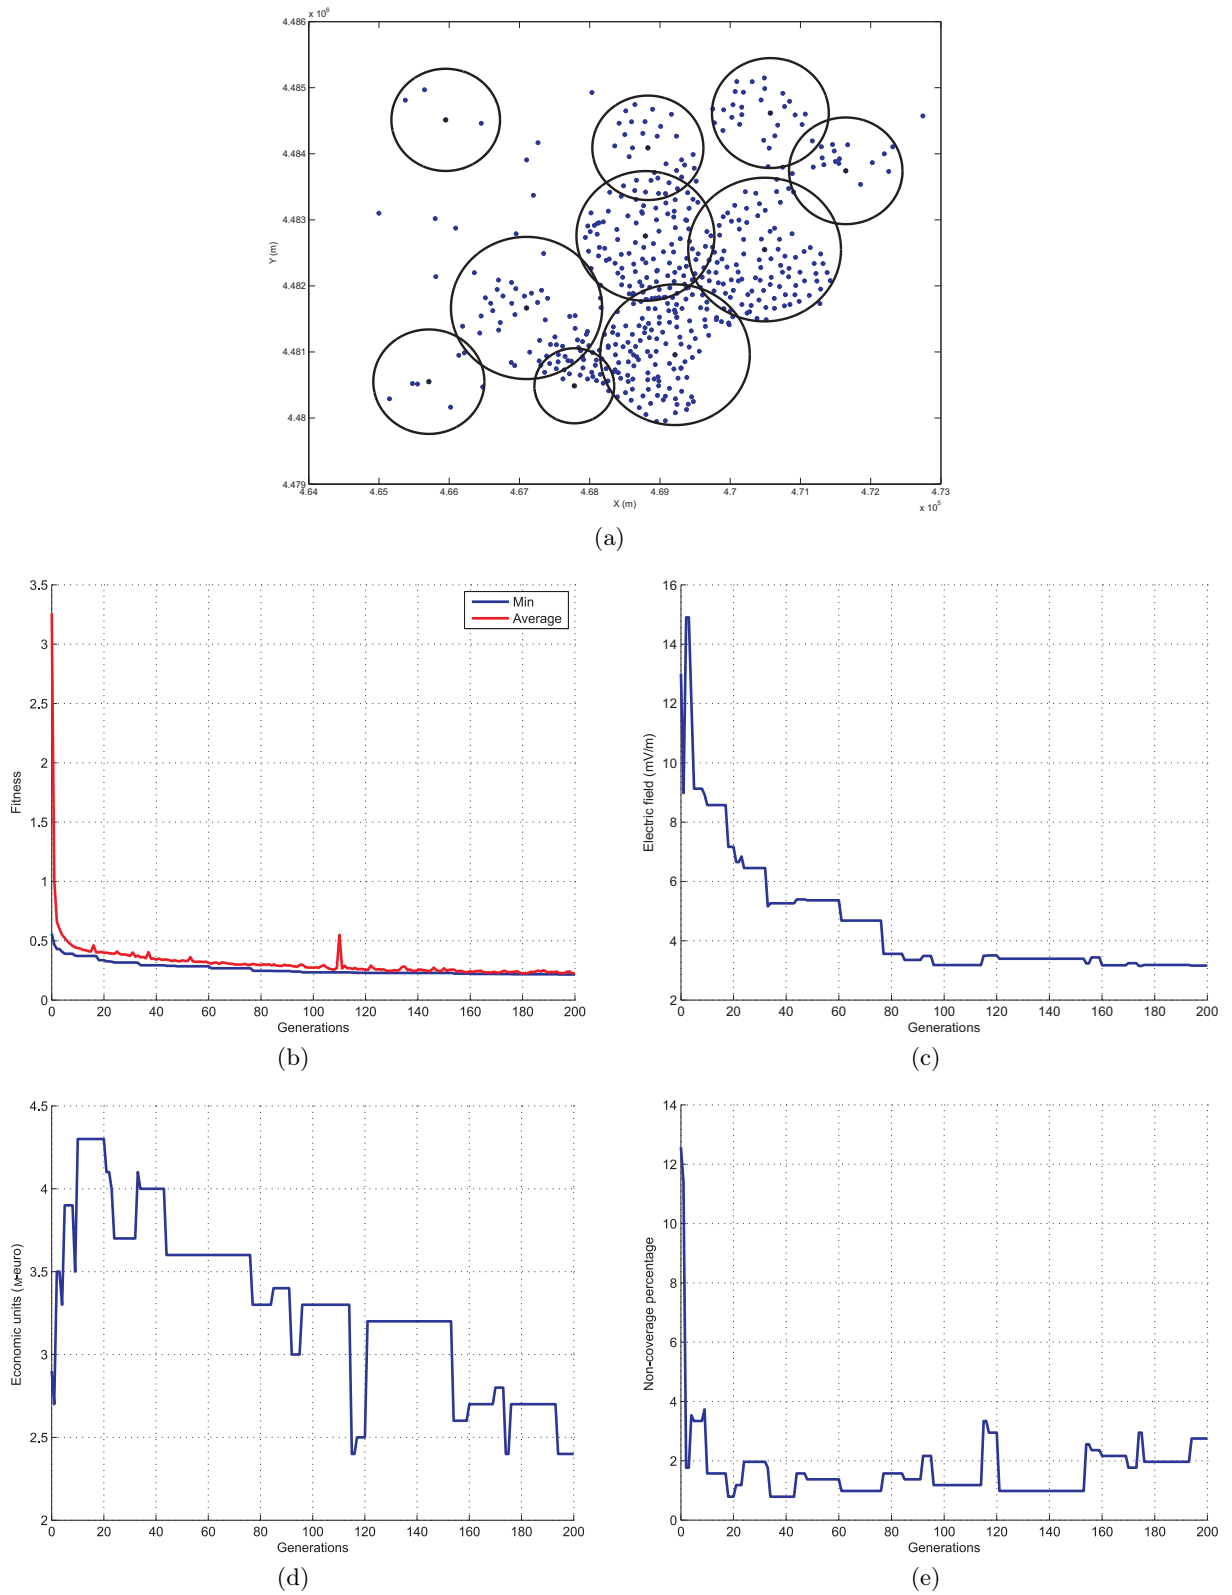 x 10⁶
4.486
4.485
4.484
4.483
4.482
4.481
4.48
4.479
Y (m)
4.64 4.65 4.66 4.67 4.68 4.69 4.7 4.71 4.72 4.73
X (m)
x 10⁵
(a)
3.5
3
2.5
2
1.5
1
0.5
0
Fitness
Min
Average
0 20 40 60 80 100 120 140 160 180 200
Generations
(b)
16
14
12
10
8
6
4
2
Electric field (mV/m)
0 20 40 60 80 100 120 140 160 180 200
Generations
(c)
4.5
4
3.5
3
2.5
2
Economic units (M-euro)
0 20 40 60 80 100 120 140 160 180 200
Generations
(d)
14
12
10
8
6
4
2
0
Non-coverage percentage
0 20 40 60 80 100 120 140 160 180 200
Generations
(e)